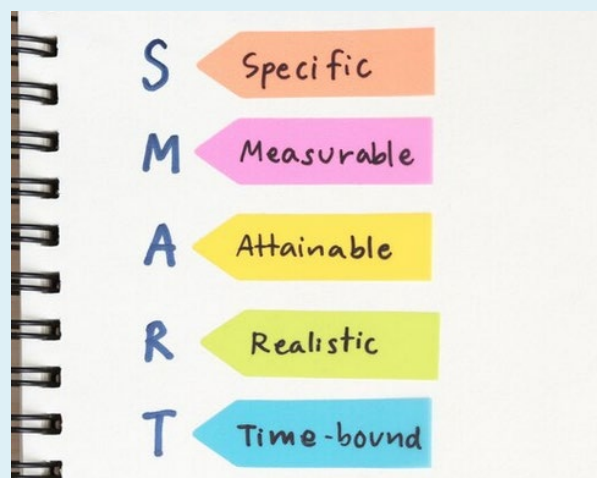 S Specific
M Measurable
A Attainable
R Realistic
T Time-bound